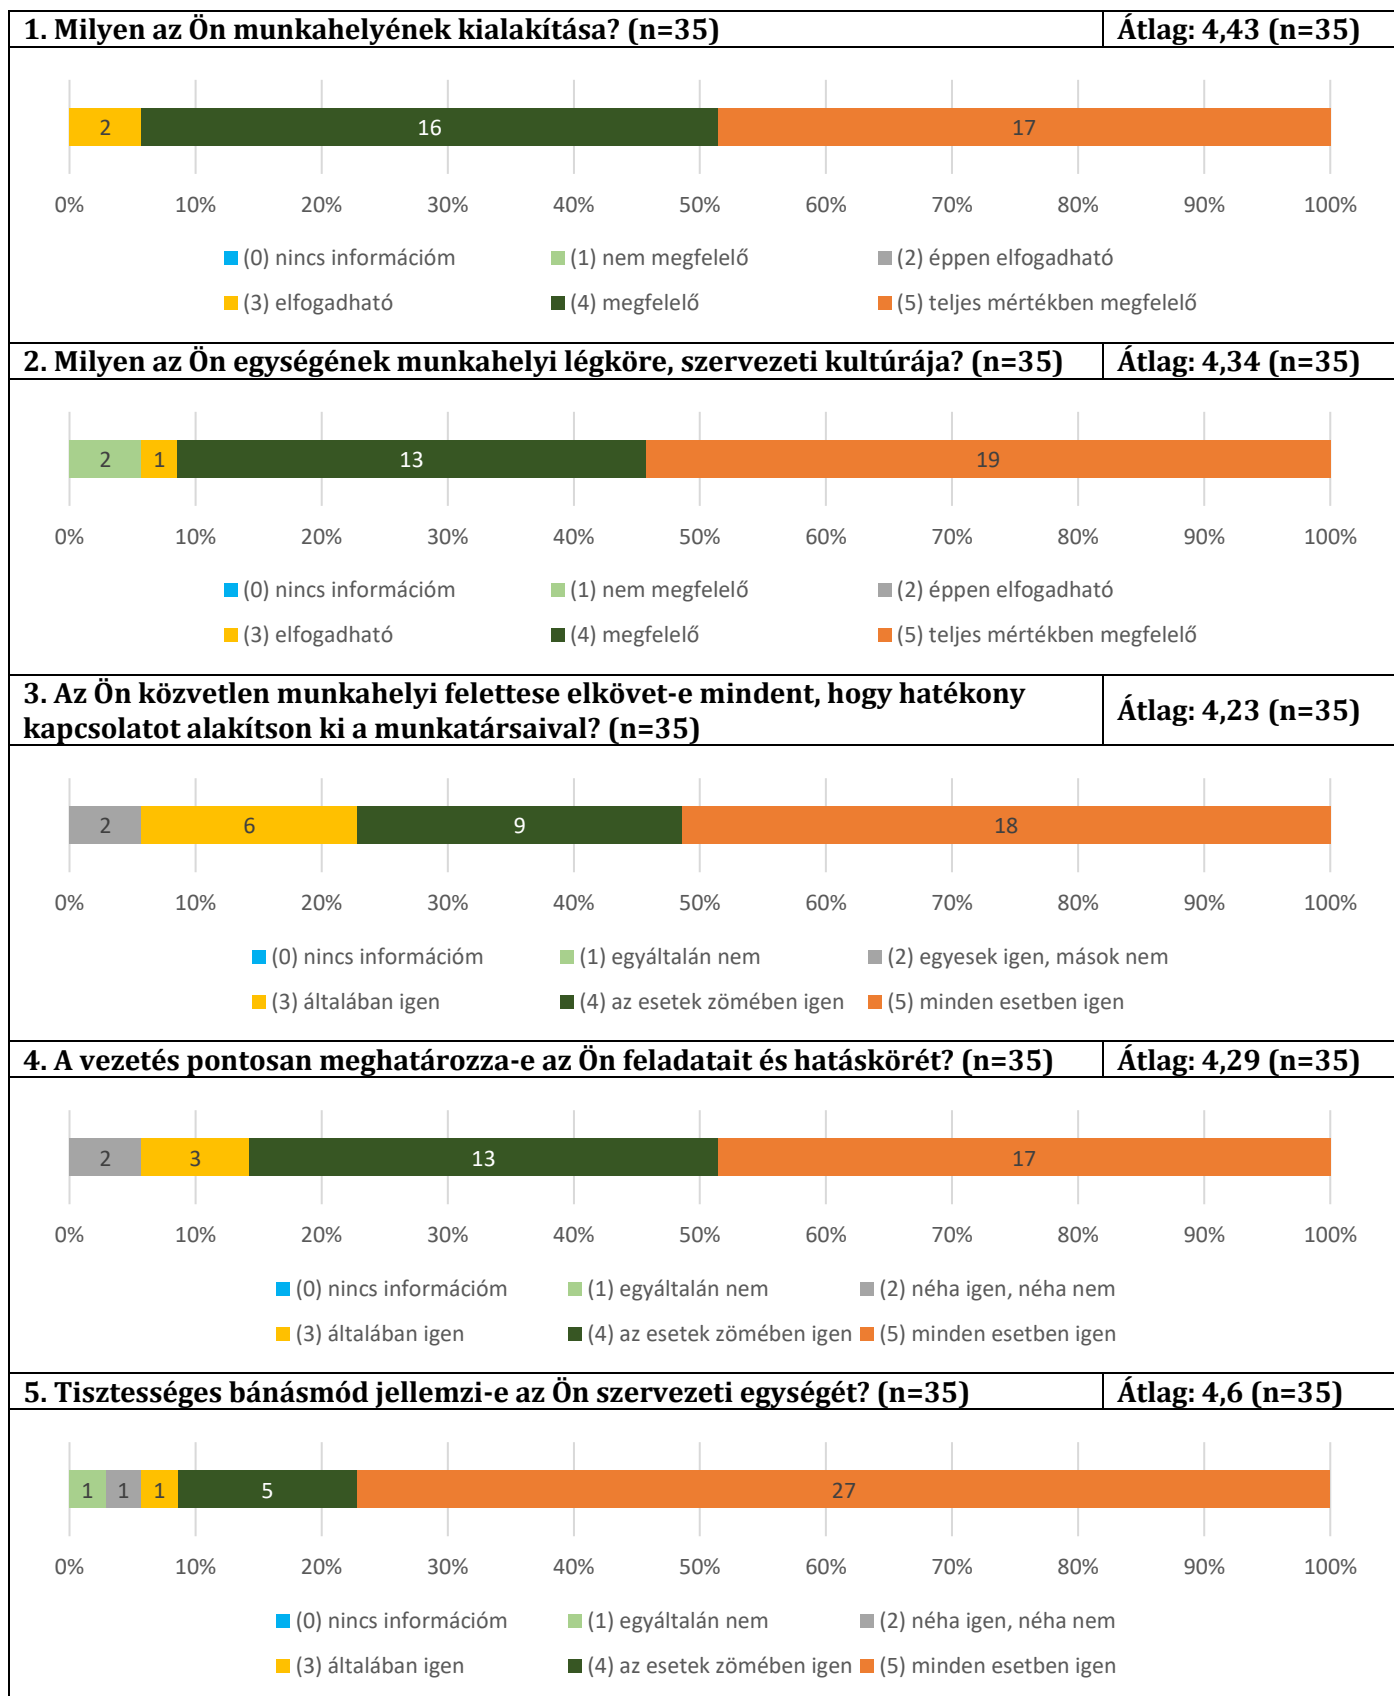 1. Milyen az Ön munkahelyének kialakítása? (n=35) Átlag: 4,43 (n=35)
2 16 17
0% 10% 20% 30% 40% 50% 60% 70% 80% 90% 100%
(0) nincs információm (1) nem megfelelő (2) éppen elfogadható
(3) elfogadható (4) megfelelő (5) teljes mértékben megfelelő
2. Milyen az Ön egységének munkahelyi légköre, szervezeti kultúrája? (n=35) Átlag: 4,34 (n=35)
2 1 13 19
0% 10% 20% 30% 40% 50% 60% 70% 80% 90% 100%
(0) nincs információm (1) nem megfelelő (2) éppen elfogadható
(3) elfogadható (4) megfelelő (5) teljes mértékben megfelelő
3. Az Ön közvetlen munkahelyi felettese elkövet-e mindent, hogy hatékony
kapcsolatot alakítson ki a munkatársaival? (n=35)
Átlag: 4,23 (n=35)
2 6 9 18
0% 10% 20% 30% 40% 50% 60% 70% 80% 90% 100%
(0) nincs információm (1) egyáltalán nem (2) egyesek igen, mások nem
(3) általában igen (4) az esetek zömében igen (5) minden esetben igen
4. A vezetés pontosan meghatározza-e az Ön feladatait és hatáskörét? (n=35) Átlag: 4,29 (n=35)
2 3 13 17
0% 10% 20% 30% 40% 50% 60% 70% 80% 90% 100%
(0) nincs információm (1) egyáltalán nem (2) néha igen, néha nem
(3) általában igen (4) az esetek zömében igen (5) minden esetben igen
5. Tisztességes bánásmód jellemzi-e az Ön szervezeti egységét? (n=35) Átlag: 4,6 (n=35)
1 1 1 5 27
0% 10% 20% 30% 40% 50% 60% 70% 80% 90% 100%
(0) nincs információm (1) egyáltalán nem (2) néha igen, néha nem
(3) általában igen (4) az esetek zömében igen (5) minden esetben igen